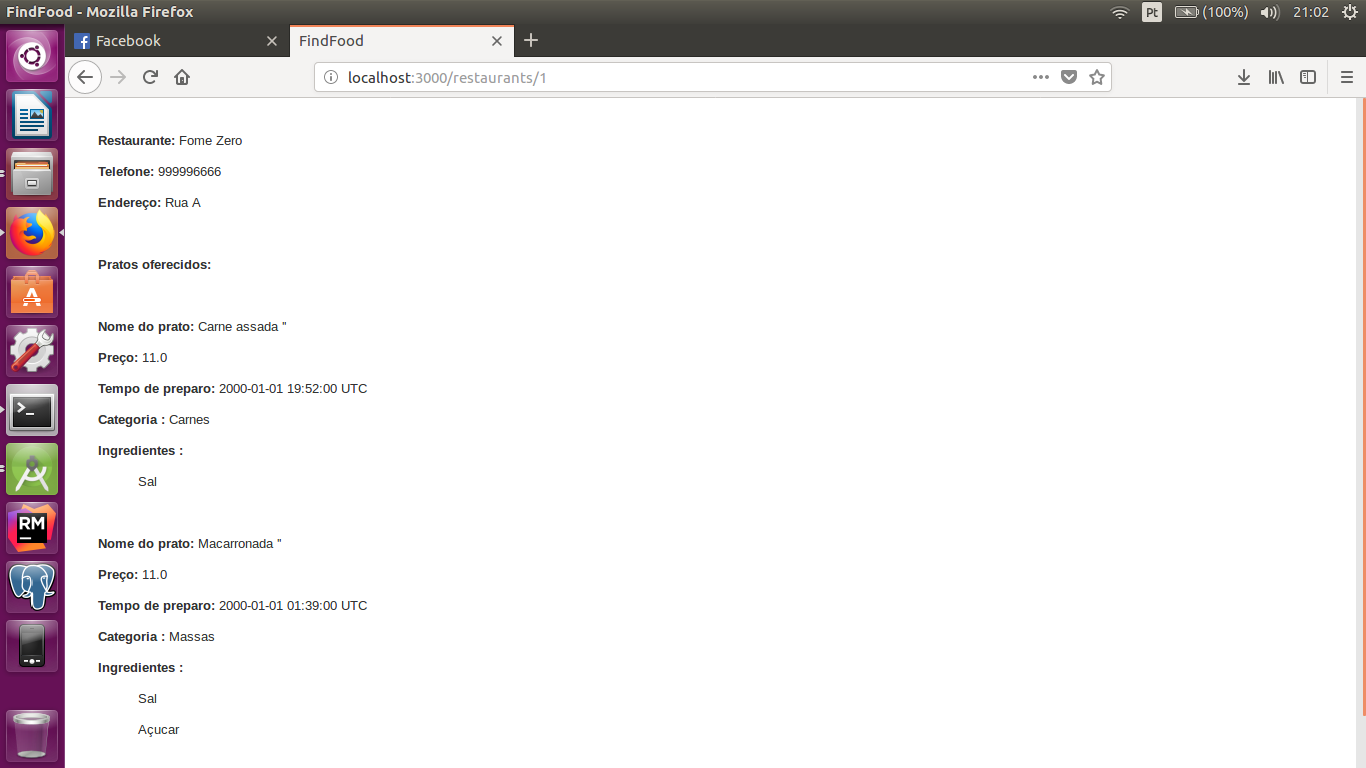 FindFood - Mozilla Firefox
Pt
(100%)
21:02
Facebook
FindFood
localhost:3000/restaurants/1
Restaurante: Fome Zero
Telefone: 999996666
Endereço: Rua A
Pratos oferecidos:
Nome do prato: Carne assada "
Preço: 11.0
Tempo de preparo: 2000-01-01 19:52:00 UTC
Categoria : Carnes
Ingredientes :
Sal
Nome do prato: Macarronada "
Preço: 11.0
Tempo de preparo: 2000-01-01 01:39:00 UTC
Categoria : Massas
Ingredientes :
Sal
Açucar
RM